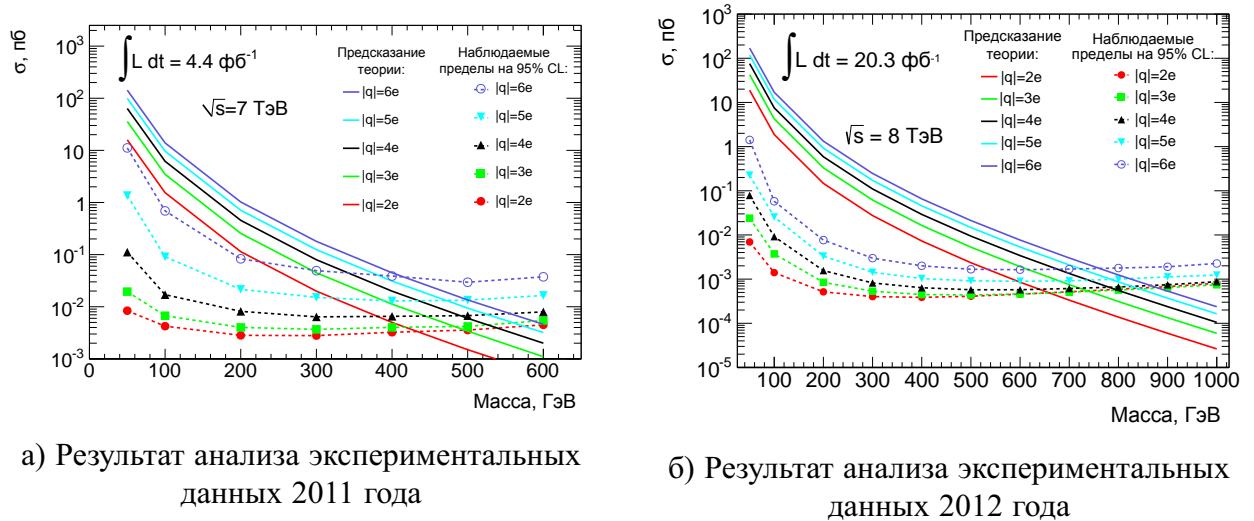 а)
σ, пб
10³
10²
10
1
10⁻¹
10⁻²
10⁻³
∫L dt = 4.4 фб⁻¹
√s=7 ТэВ
Предсказание
теории:
|q|=6e
|q|=5e
|q|=4e
|q|=3e
|q|=2e
Наблюдаемые
пределы на 95% CL:
|q|=6e
|q|=5e
|q|=4e
|q|=3e
|q|=2e
0 100 200 300 400 500 600
Масса, ГэВ
а) Результат анализа экспериментальных
данных 2011 года
б)
σ, пб
10³
10²
10
1
10⁻¹
10⁻²
10⁻³
10⁻⁴
10⁻⁵
∫L dt = 20.3 фб⁻¹
√s = 8 ТэВ
Предсказание
теории:
|q|=2e
|q|=3e
|q|=4e
|q|=5e
|q|=6e
Наблюдаемые
пределы на 95% CL:
|q|=2e
|q|=3e
|q|=4e
|q|=5e
|q|=6e
100 200 300 400 500 600 700 800 900 1000
Масса, ГэВ
б) Результат анализа экспериментальных
данных 2012 года